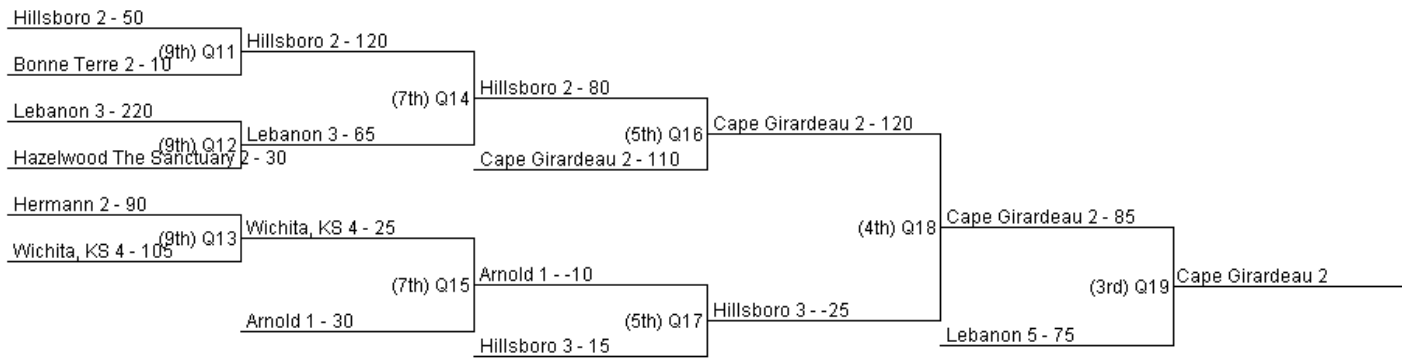 Hillsboro 2 - 50
(9th) Q11
Bonne Terre 2 - 10
Hillsboro 2 - 120
(7th) Q14
Lebanon 3 - 220
(9th) Q12
Hazelwood The Sanctuary 2 - 30
Lebanon 3 - 65
Hillsboro 2 - 80
(5th) Q16
Cape Girardeau 2 - 110
Cape Girardeau 2 - 120
(4th) Q18
Hermann 2 - 90
(9th) Q13
Wichita, KS 4 - 105
Wichita, KS 4 - 25
(7th) Q15
Arnold 1 - 30
Arnold 1 - -10
(5th) Q17
Hillsboro 3 - 15
Hillsboro 3 - -25
Cape Girardeau 2 - 85
(3rd) Q19
Lebanon 5 - 75
Cape Girardeau 2